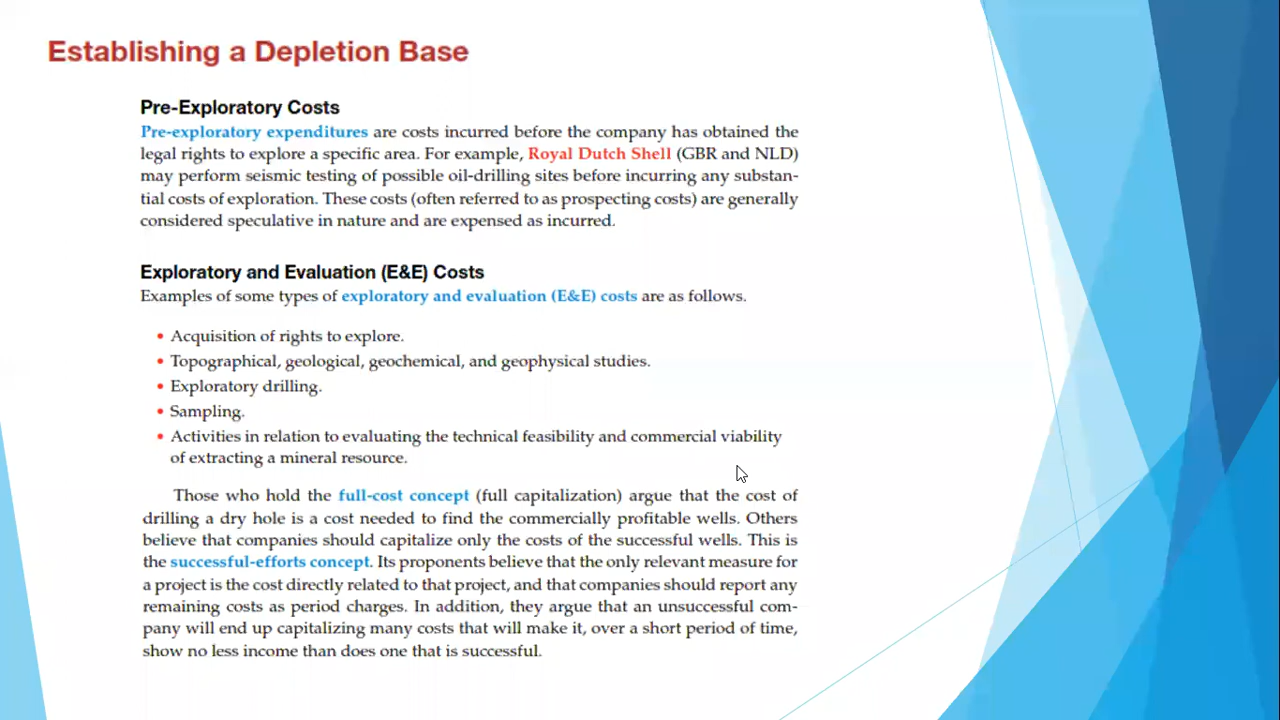 Establishing a Depletion Base
Pre-Exploratory Costs
Pre-exploratory expenditures are costs incurred before the company has obtained the
legal rights to explore a specific area. For example, Royal Dutch Shell (GBR and NLD)
may perform seismic testing of possible oil-drilling sites before incurring any substan-
tial costs of exploration. These costs (often referred to as prospecting costs) are generally
considered speculative in nature and are expensed as incurred.
Exploratory and Evaluation (E&E) Costs
Examples of some types of exploratory and evaluation (E&E) costs are as follows.
• Acquisition of rights to explore.
• Topographical, geological, geochemical, and geophysical studies.
• Exploratory drilling.
• Sampling.
• Activities in relation to evaluating the technical feasibility and commercial viability
of extracting a mineral resource.
Those who hold the full-cost concept (full capitalization) argue that the cost of
drilling a dry hole is a cost needed to find the commercially profitable wells. Others
believe that companies should capitalize only the costs of the successful wells. This is
the successful-efforts concept. Its proponents believe that the only relevant measure for
a project is the cost directly related to that project, and that companies should report any
remaining costs as period charges. In addition, they argue that an unsuccessful com-
pany will end up capitalizing many costs that will make it, over a short period of time,
show no less income than does one that is successful.